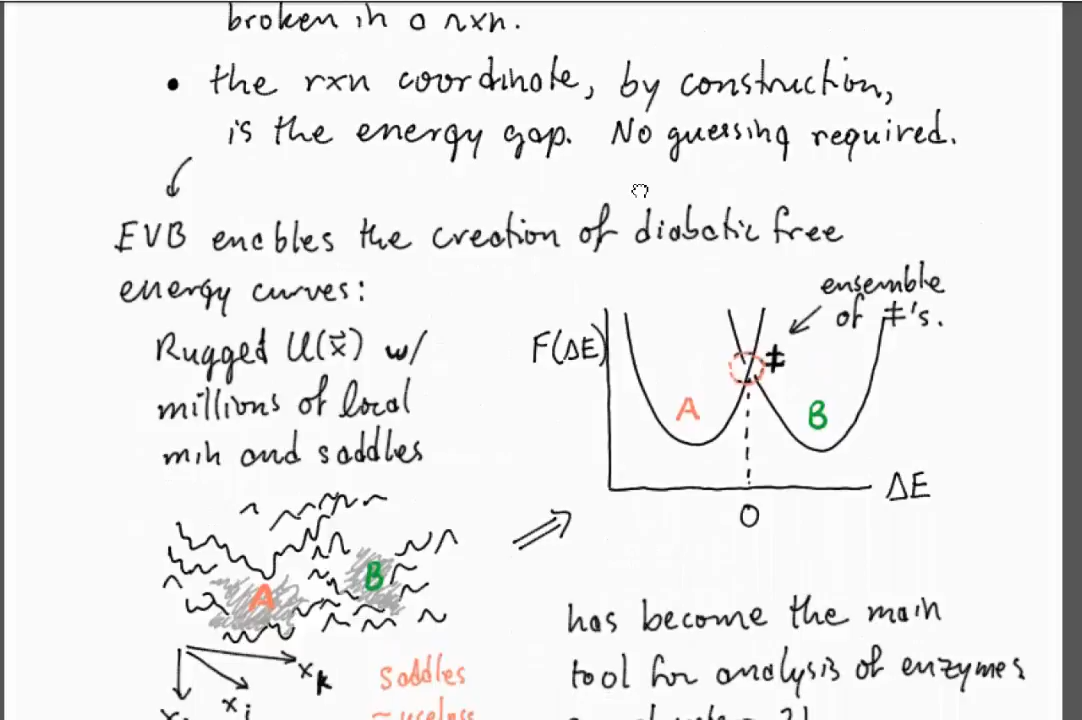 broken in a rxn.
• the rxn coordinate, by construction,
is the energy gap. No guessing required.
EVB enables the creation of diabatic free
energy curves:
Rugged U(x⃗) w/
millions of local
min and saddles
ensemble
of ‡'s.
F(ΔE)
‡
A
B
ΔE
0
A
B
x_k
x_j
saddles
has become the main
tool for analysis of enzymes